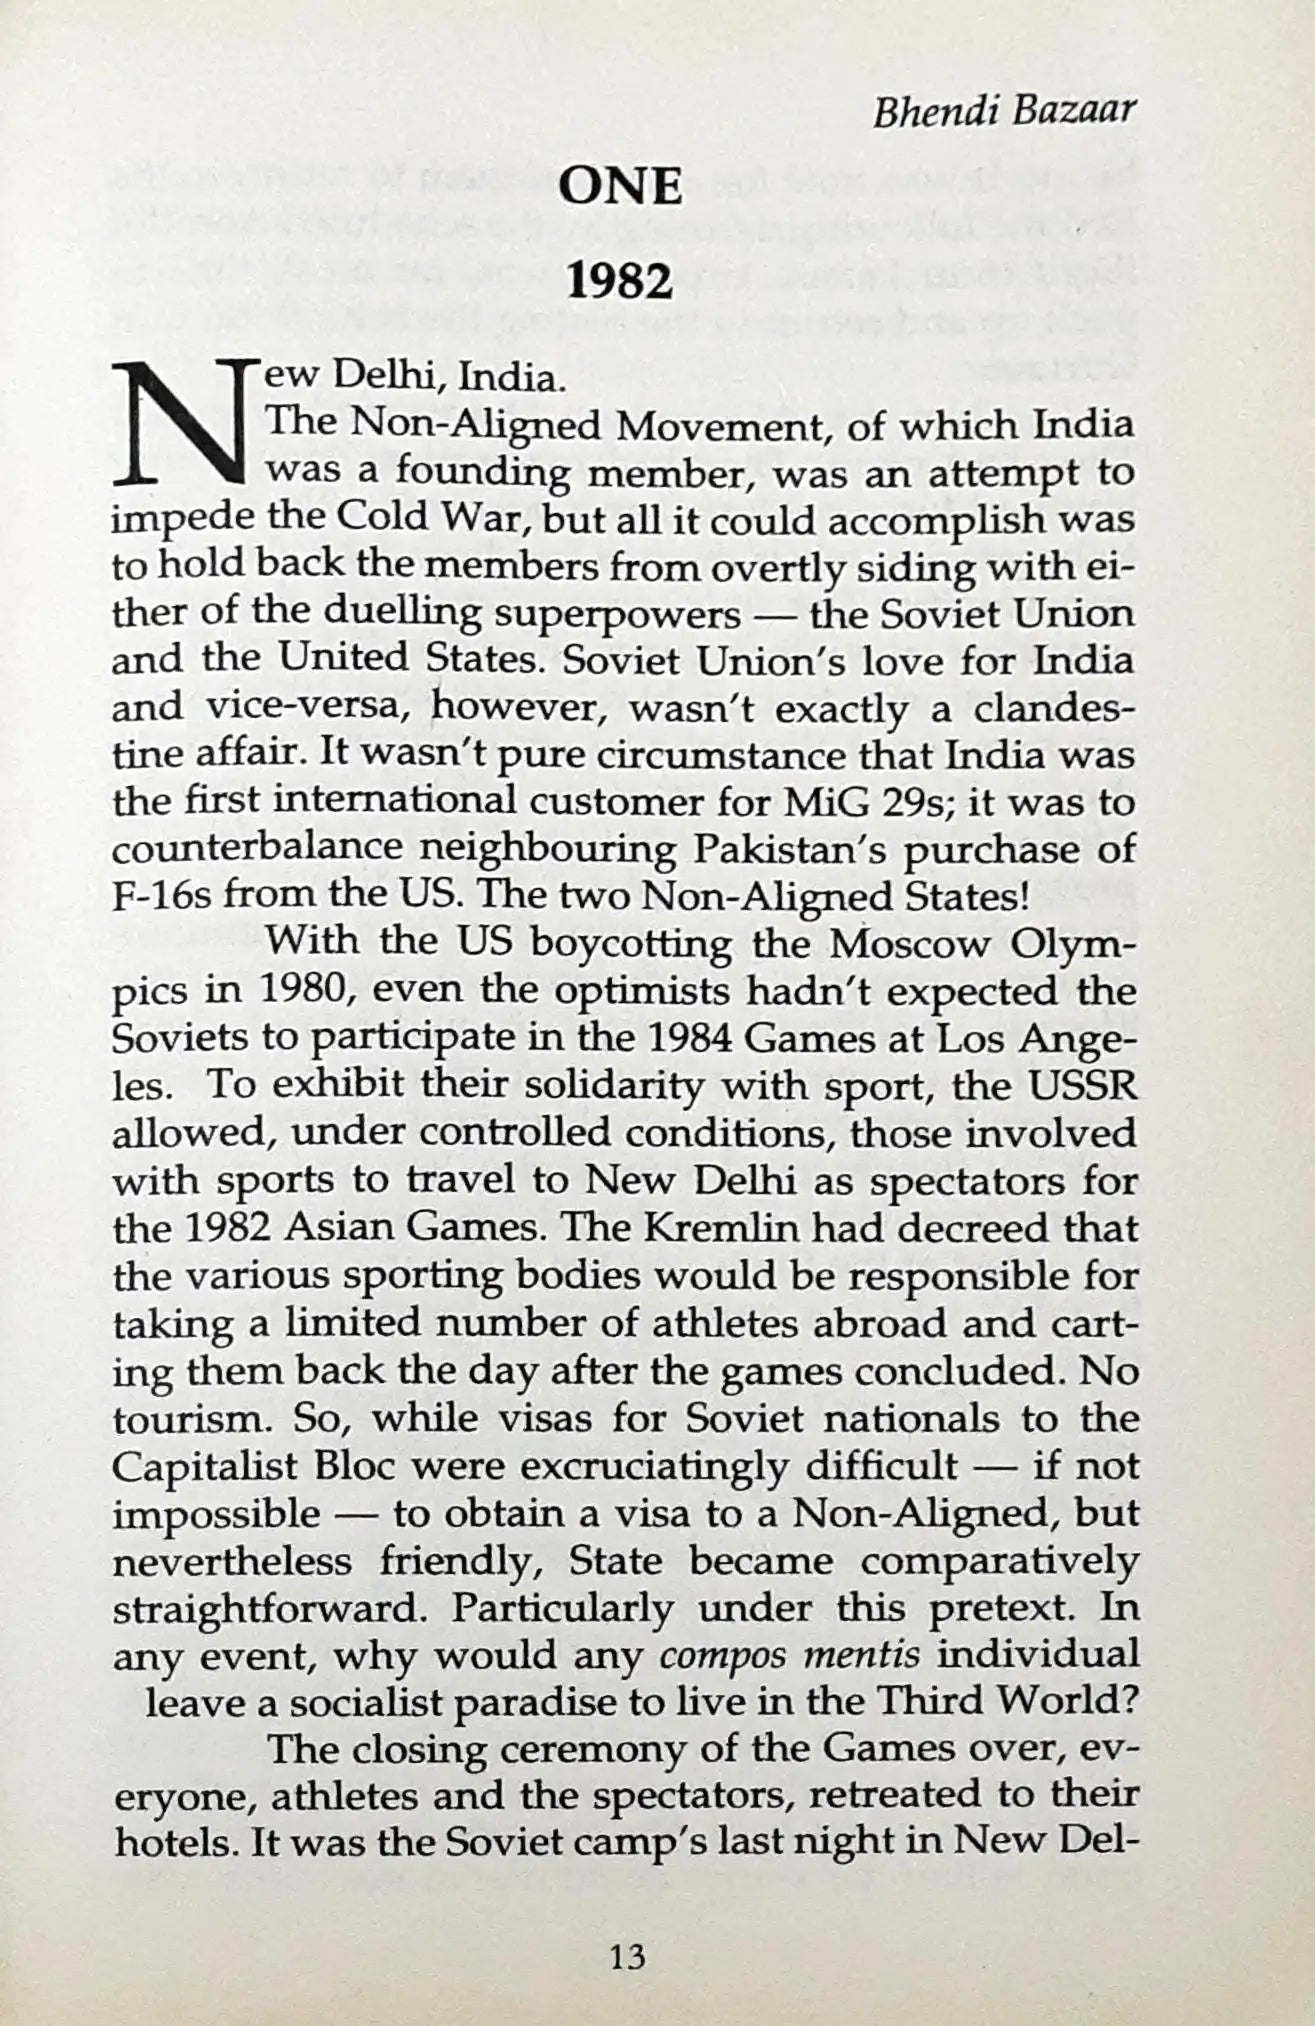 Bhendi Bazaar
ONE
1982
New Delhi, India.
The Non-Aligned Movement, of which India
was a founding member, was an attempt to
impede the Cold War, but all it could accomplish was
to hold back the members from overtly siding with ei-
ther of the duelling superpowers — the Soviet Union
and the United States. Soviet Union's love for India
and vice-versa, however, wasn't exactly a clandes-
tine affair. It wasn't pure circumstance that India was
the first international customer for MiG 29s; it was to
counterbalance neighbouring Pakistan's purchase of
F-16s from the US. The two Non-Aligned States!
With the US boycotting the Moscow Olym-
pics in 1980, even the optimists hadn't expected the
Soviets to participate in the 1984 Games at Los Ange-
les. To exhibit their solidarity with sport, the USSR
allowed, under controlled conditions, those involved
with sports to travel to New Delhi as spectators for
the 1982 Asian Games. The Kremlin had decreed that
the various sporting bodies would be responsible for
taking a limited number of athletes abroad and cart-
ing them back the day after the games concluded. No
tourism. So, while visas for Soviet nationals to the
Capitalist Bloc were excruciatingly difficult — if not
impossible — to obtain a visa to a Non-Aligned, but
nevertheless friendly, State became comparatively
straightforward. Particularly under this pretext. In
any event, why would any compos mentis individual
leave a socialist paradise to live in the Third World?
The closing ceremony of the Games over, ev-
eryone, athletes and the spectators, retreated to their
hotels. It was the Soviet camp's last night in New Del-
13